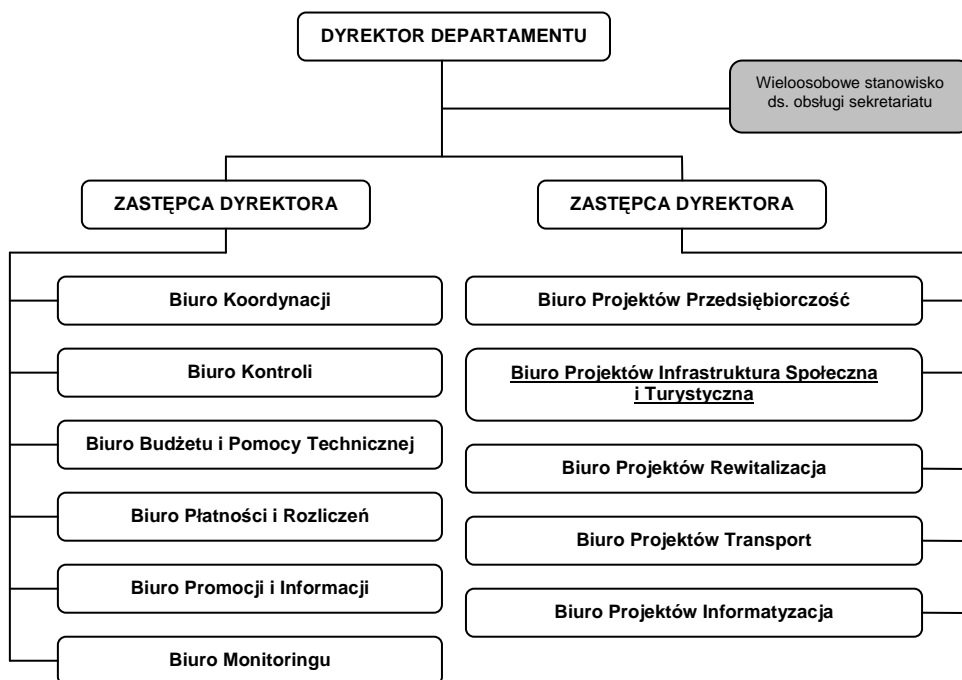 DYREKTOR DEPARTAMENTU
Wieloosobowe stanowisko
ds. obsługi sekretariatu
ZASTĘPCA DYREKTORA
ZASTĘPCA DYREKTORA
Biuro Koordynacji
Biuro Kontroli
Biuro Budżetu i Pomocy Technicznej
Biuro Płatności i Rozliczeń
Biuro Promocji i Informacji
Biuro Monitoringu
Biuro Projektów Przedsiębiorczość
Biuro Projektów Infrastruktura Społeczna
i Turystyczna
Biuro Projektów Rewitalizacja
Biuro Projektów Transport
Biuro Projektów Informatyzacja